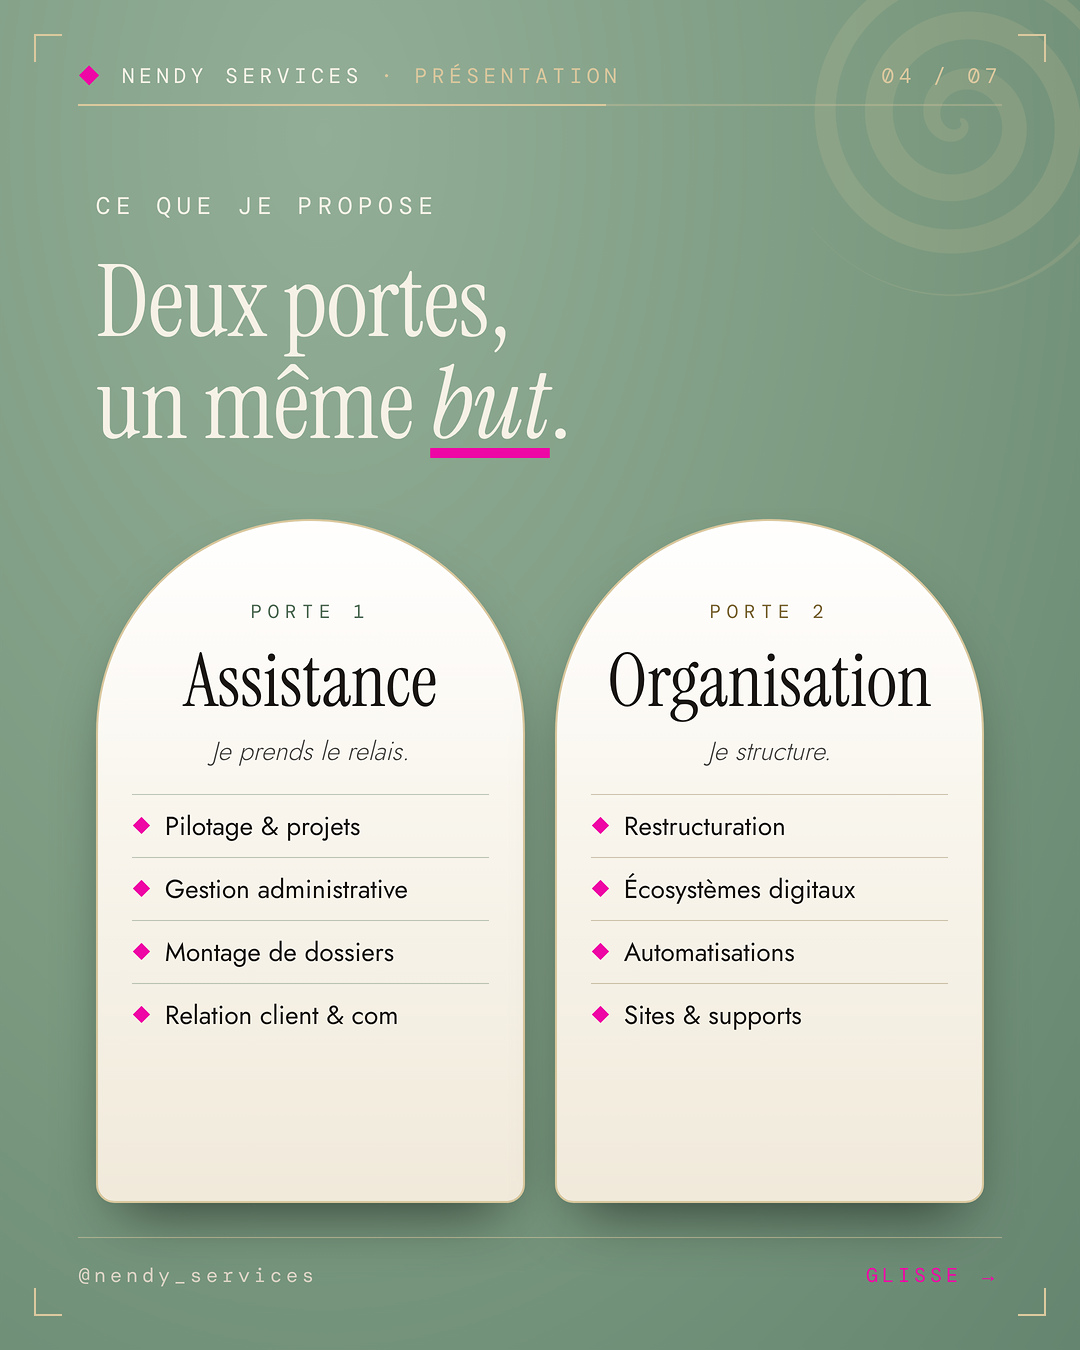 NENDY SERVICES · PRÉSENTATION
04 / 07
CE QUE JE PROPOSE
Deux portes,
un même but.
PORTE 1
Assistance
Je prends le relais.
Pilotage & projets
Gestion administrative
Montage de dossiers
Relation client & com
PORTE 2
Organisation
Je structure.
Restructuration
Écosystèmes digitaux
Automatisations
Sites & supports
@nendy_services
GLISSE →